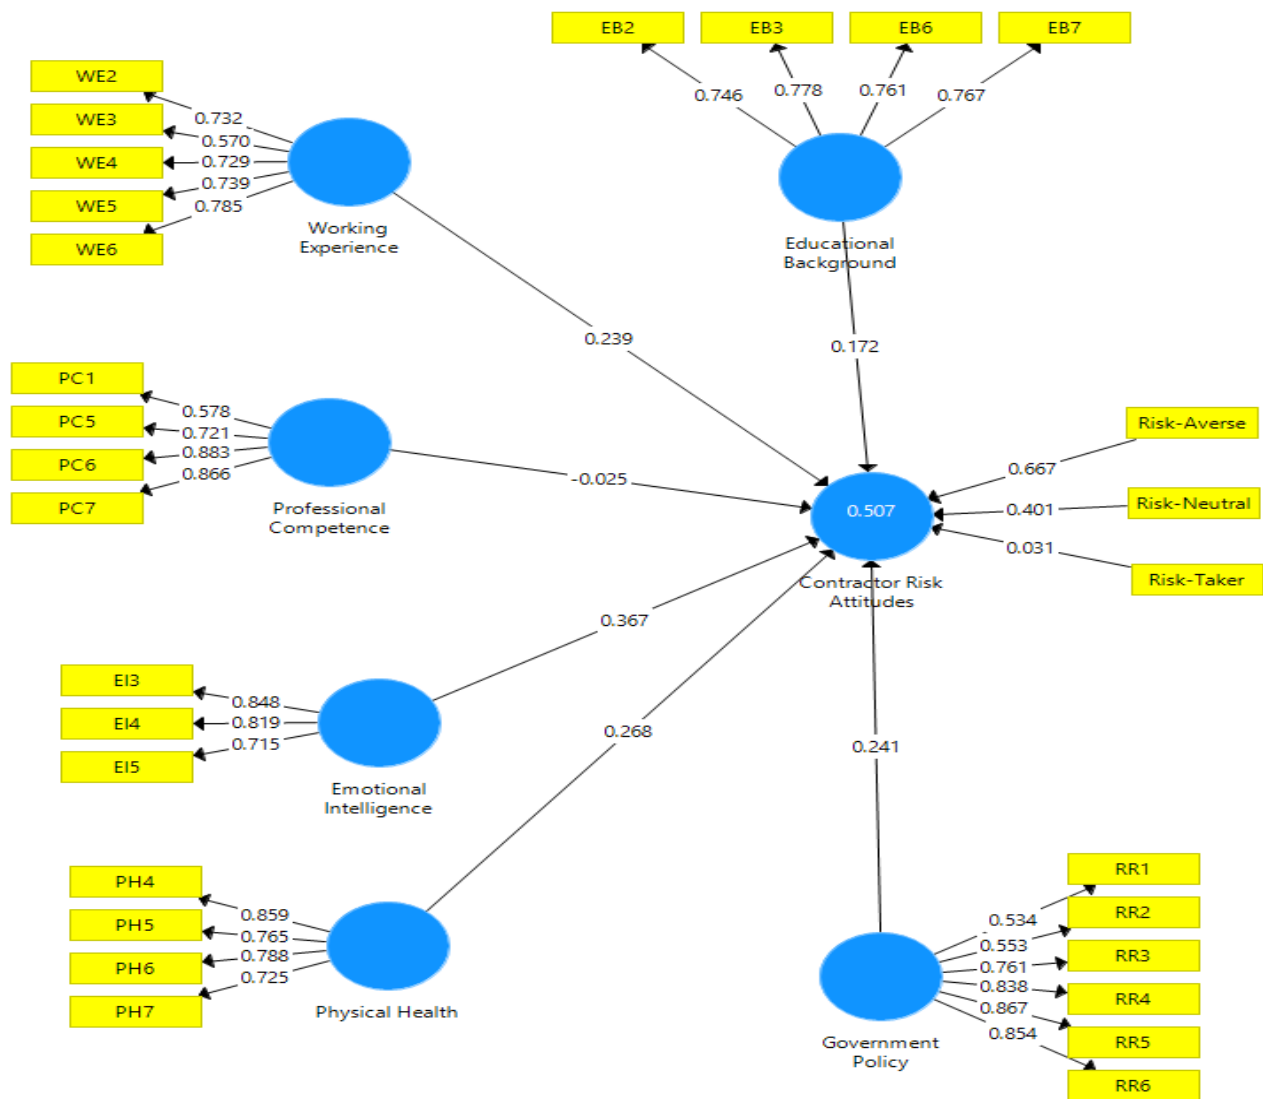 EB2
EB3
EB6
EB7
0.746
0.778
0.761
0.767
Educational
Background
0.172
WE2
WE3
WE4
WE5
WE6
0.732
0.570
0.729
0.739
0.785
Working
Experience
0.239
PC1
PC5
PC6
PC7
0.578
0.721
0.883
0.866
Professional
Competence
-0.025
0.507
Contractor Risk
Attitudes
Risk-Averse
Risk-Neutral
Risk-Taker
0.667
0.401
0.031
EI3
EI4
EI5
0.848
0.819
0.715
Emotional
Intelligence
0.367
PH4
PH5
PH6
PH7
0.859
0.765
0.788
0.725
Physical Health
0.268
0.241
Government
Policy
0.534
0.553
0.761
0.838
0.867
0.854
RR1
RR2
RR3
RR4
RR5
RR6